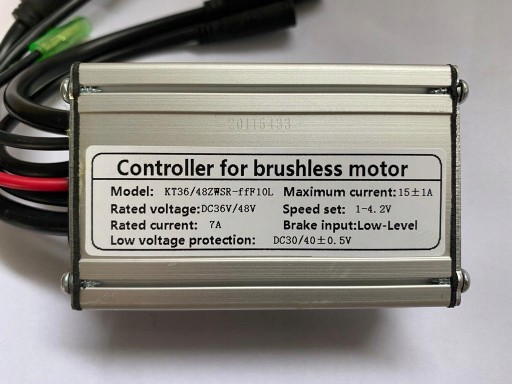 20115433
Controller for brushless motor
Model: KT36/48ZWSR-ffF10L Maximum current:15±1A
Rated voltage:DC36V/48V Speed set: 1-4.2V
Rated current: 7A Brake input:Low-Level
Low voltage protection: DC30/40±0.5V